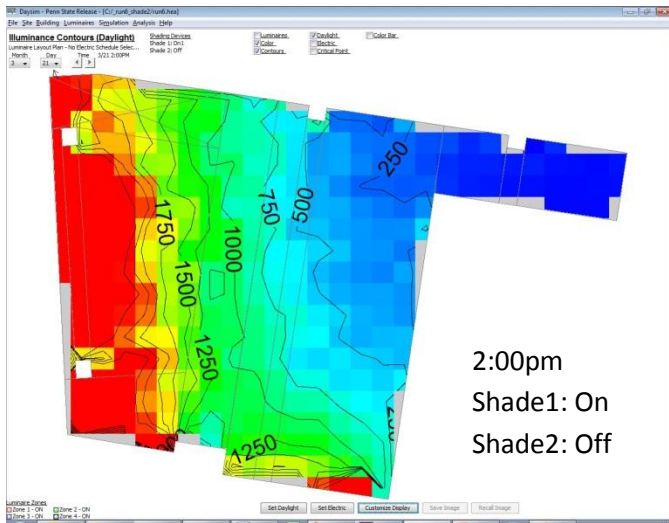 Daysim - Penn State Release - [C:/_run6_shade2/run6.hea]
File Site Building Luminaires Simulation Analysis Help
Illuminance Contours (Daylight)
Luminaire Layout Plan - No Electric Schedule Selec...
Month Day Time 3/21 2:00PM
3 21
Shading Devices
Shade 1: On1
Shade 2: Off
Luminaires Daylight Color Bar
Color Electric
Contours Critical Point
250
500
750
1000
1750
1500
1250
1250
2:00pm
Shade1: On
Shade2: Off
Luminaire Zones
Zone 1 - ON Zone 2 - ON
Zone 3 - ON Zone 4 - ON
Set Daylight Set Electric Customize Display Save Image Recall Image